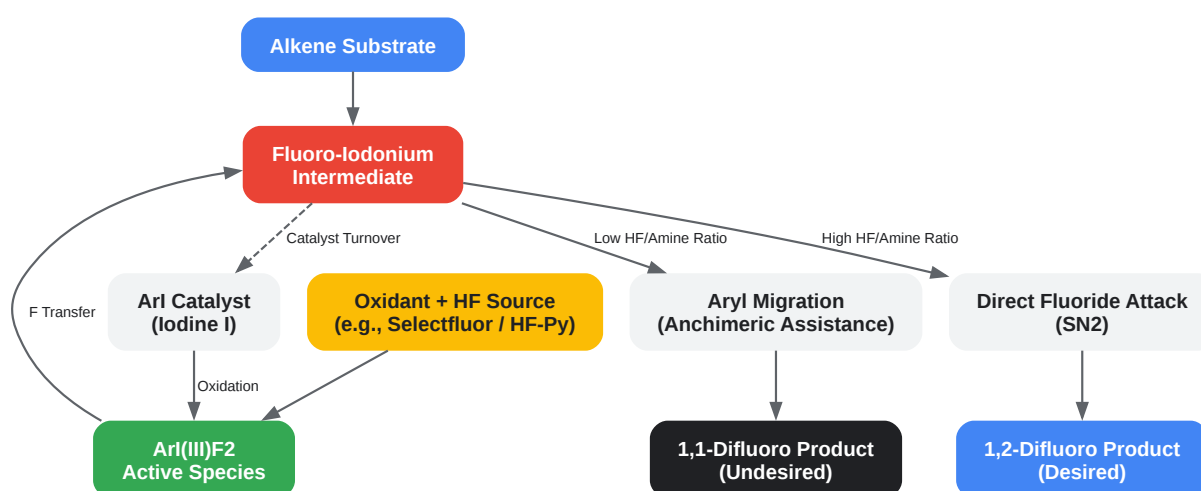 Alkene Substrate
Fluoro-Iodonium
Intermediate
Catalyst Turnover
Low HF/Amine Ratio
High HF/Amine Ratio
F Transfer
ArI Catalyst
(Iodine I)
Oxidant + HF Source
(e.g., Selectfluor / HF-Py)
Aryl Migration
(Anchimeric Assistance)
Direct Fluoride Attack
(SN2)
Oxidation
ArI(III)F2
Active Species
1,1-Difluoro Product
(Undesired)
1,2-Difluoro Product
(Desired)